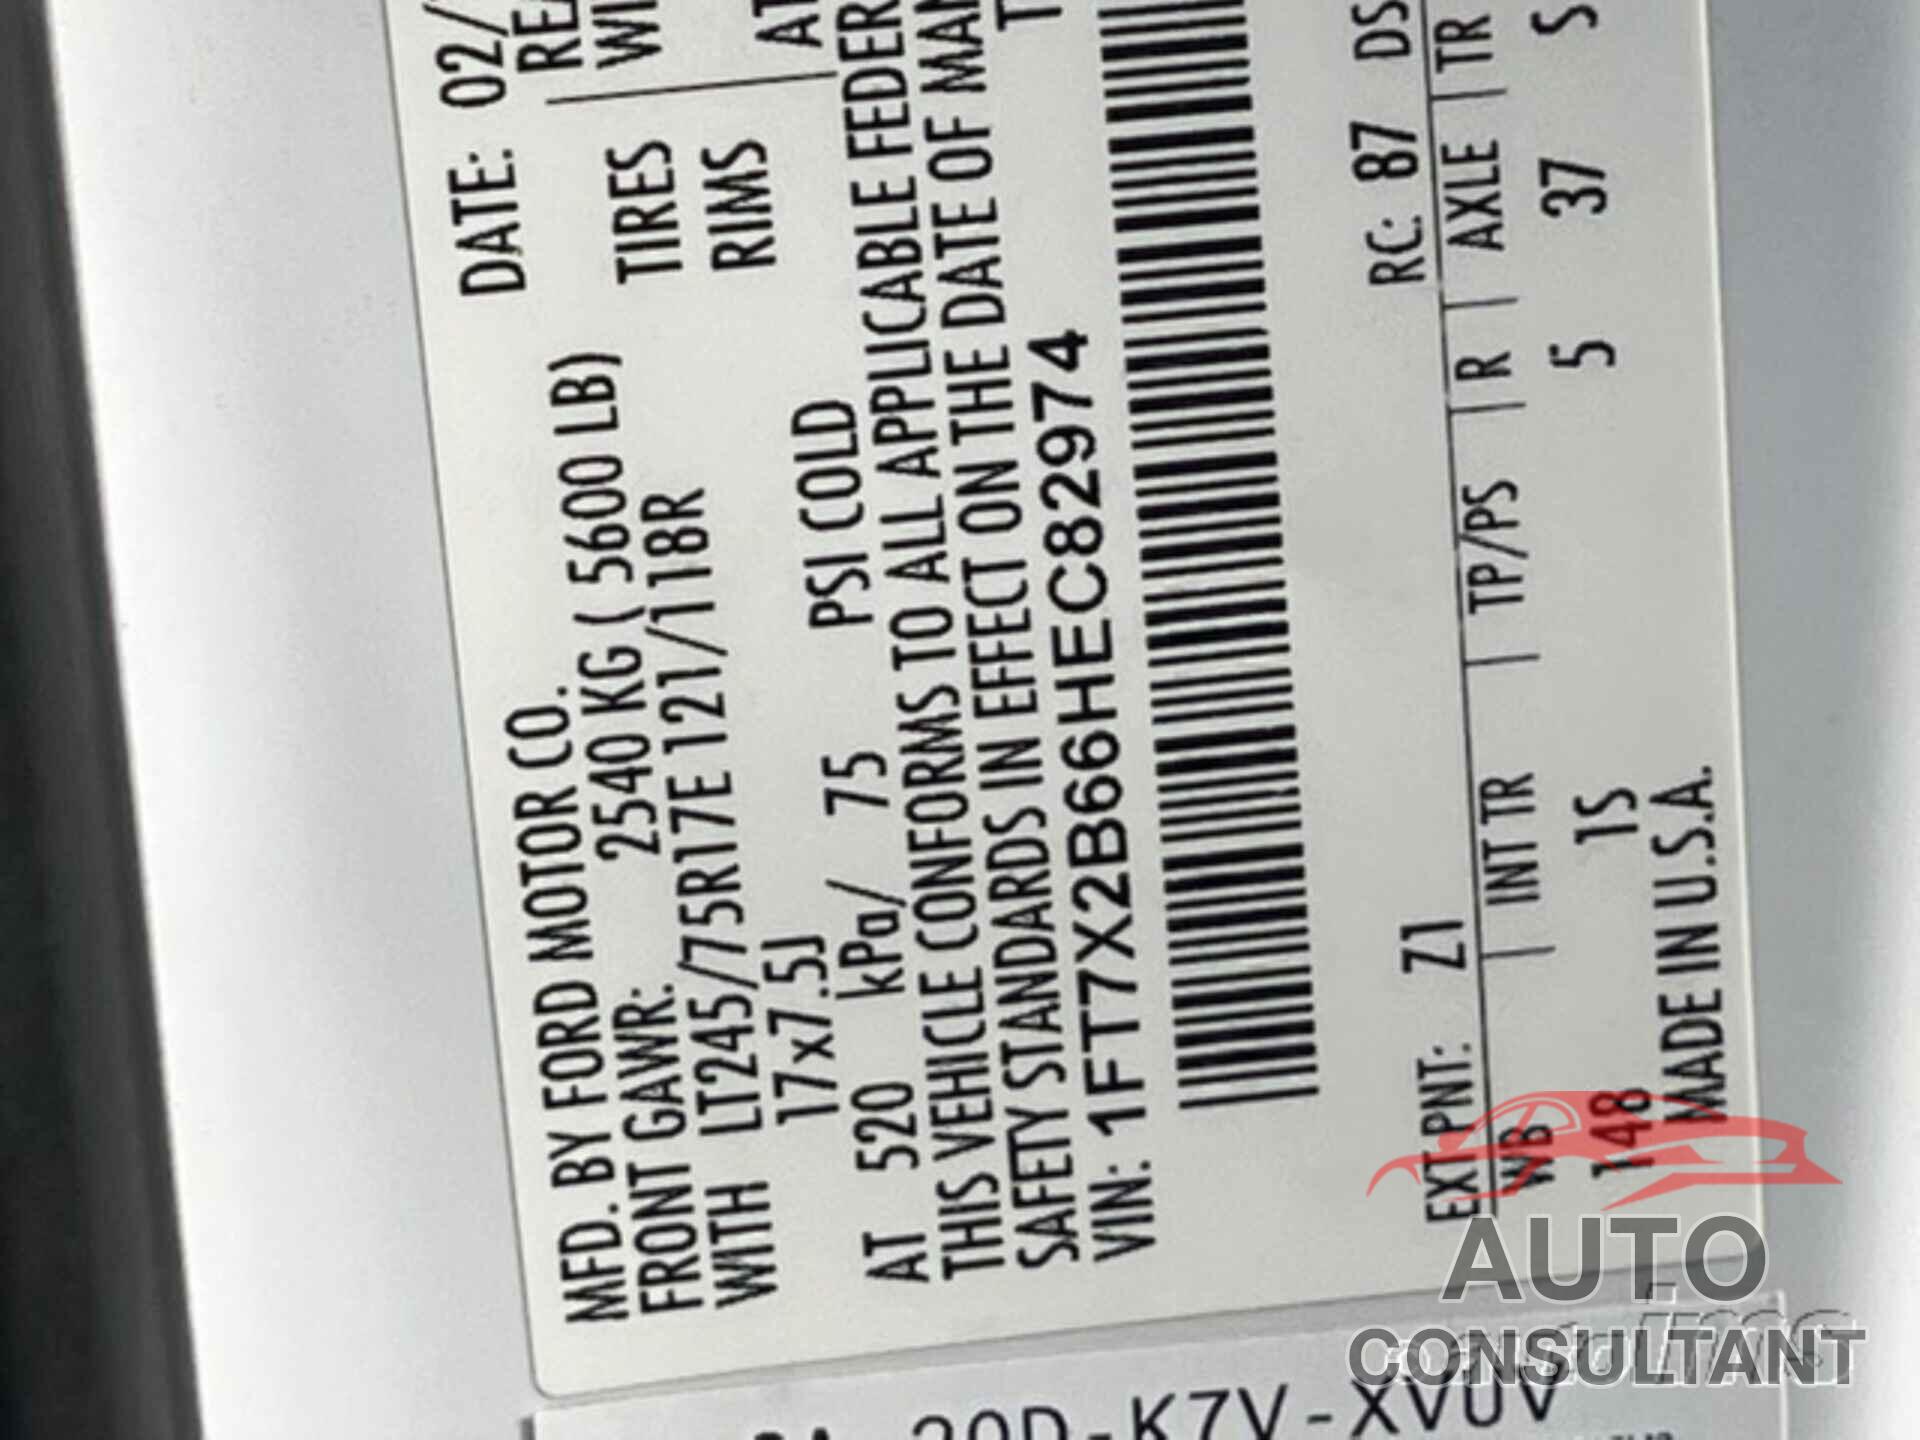 MFD. BY FORD MOTOR CO.
DATE: 02/
FRONT GAWR: 2540 KG ( 5600 LB)
WITH LT245/75R17E 121/118R TIRES
17x7.5J RIMS
AT 520 kPa/ 75 PSI COLD
THIS VEHICLE CONFORMS TO ALL APPLICABLE FEDER
SAFETY STANDARDS IN EFFECT ON THE DATE OF MAN
VIN: 1FT7X2B66HEC82974
EXT PNT: Z1 RC: 87 DS
WB | INT TR | TP/PS | R | AXLE | TR
148 1S 5 37 S
MADE IN U.S.A.
AUTO
CONSULTANT